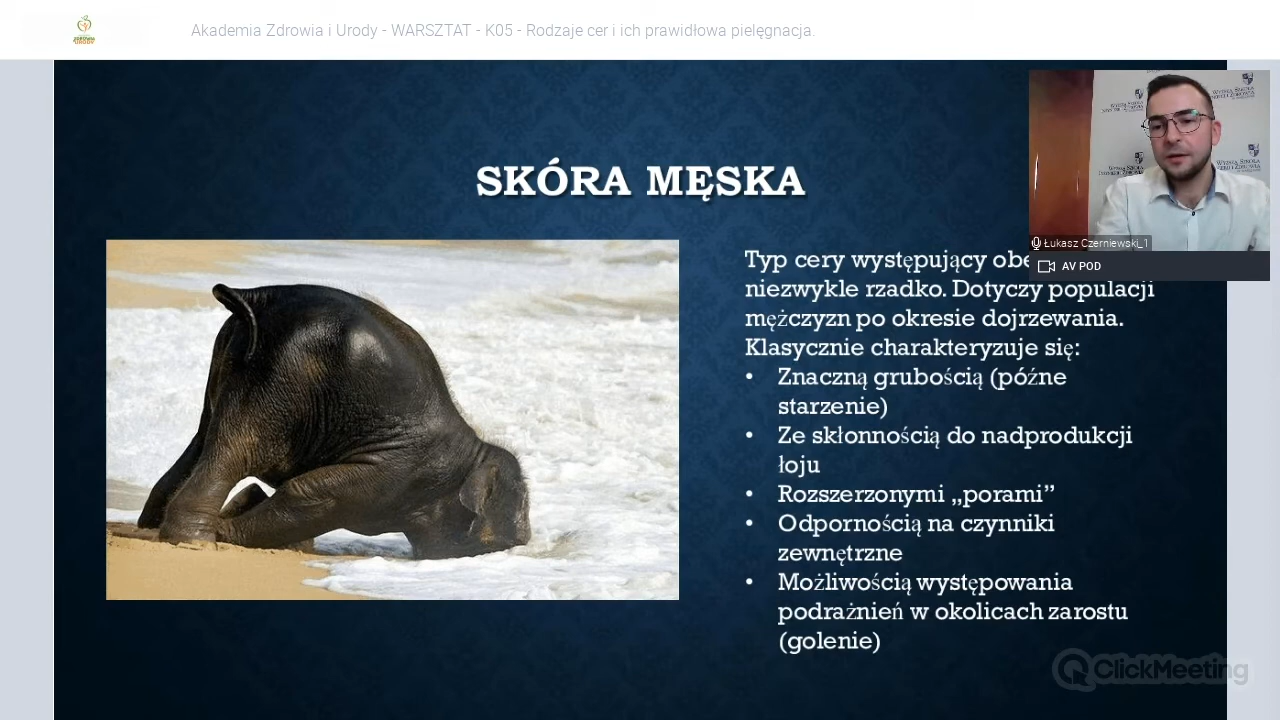 Akademia Zdrowia i Urody - WARSZTAT - K05 - Rodzaje cer i ich prawidłowa pielęgnacja.
SKÓRA MĘSKA
Łukasz Czerniewski_1
AV POD
Typ cery występujący
niezwykle rzadko. Dotyczy populacji
mężczyzn po okresie dojrzewania.
Klasycznie charakteryzuje się:
• Znaczną grubością (późne
starzenie)
• Ze skłonnością do nadprodukcji
łoju
• Rozszerzonymi „porami”
• Odpornością na czynniki
zewnętrzne
• Możliwością występowania
podrażnień w okolicach zarostu
(golenie)
ClickMeeting